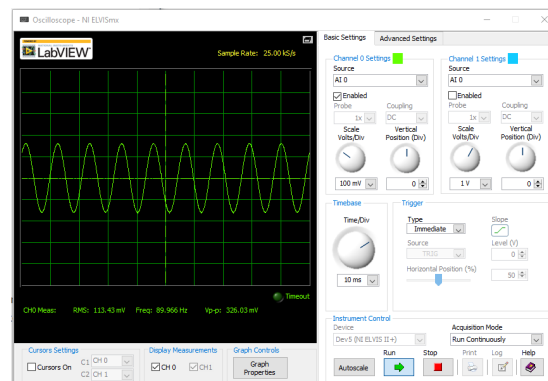 Oscilloscope - NI ELVISmx
LabVIEW
Sample Rate: 25.00 kS/s
Timeout
CH0 Meas: RMS: 113.43 mV Freq: 89.966 Hz Vp-p: 326.03 mV
Cursors Settings
Cursors On
C1 CH 0
C2 CH 1
Display Measurements
CH 0
CH1
Graph Controls
Graph
Properties
Basic Settings
Advanced Settings
Channel 0 Settings
Source
AI 0
Enabled
Probe
Coupling
1x
DC
Scale
Volts/Div
Vertical
Position (Div)
100 mV
0
Channel 1 Settings
Source
AI 0
Enabled
Probe
Coupling
1x
DC
Scale
Volts/Div
Vertical
Position (Div)
1 V
0
Timebase
Time/Div
10 ms
Trigger
Type
Immediate
Slope
Source
TRIG
Level (V)
0
Horizontal Position (%)
50
Instrument Control
Device
Dev5 (NI ELVIS II+)
Acquisition Mode
Run Continuously
Autoscale
Run
Stop
Print
Log
Help